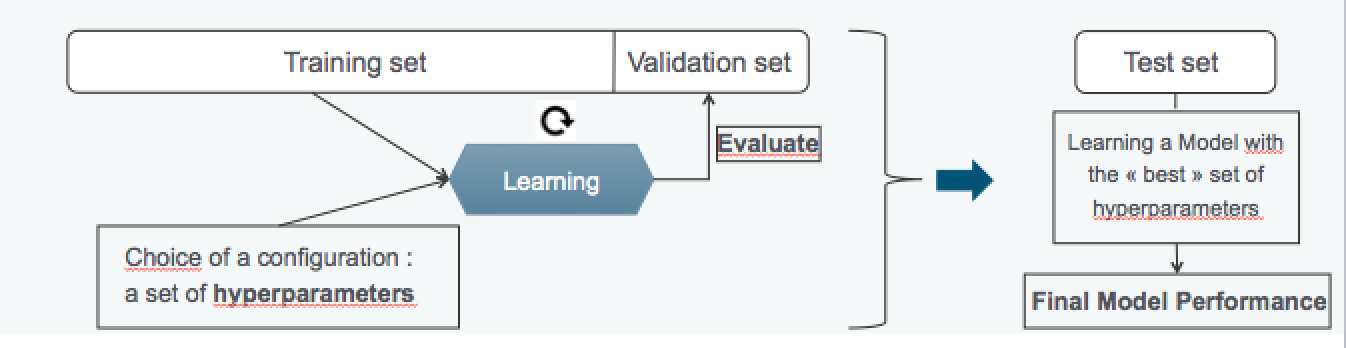 Training set
Validation set
Test set
Evaluate
Learning
Learning a Model with
the « best » set of
hyperparameters
Choice of a configuration :
a set of hyperparameters
Final Model Performance